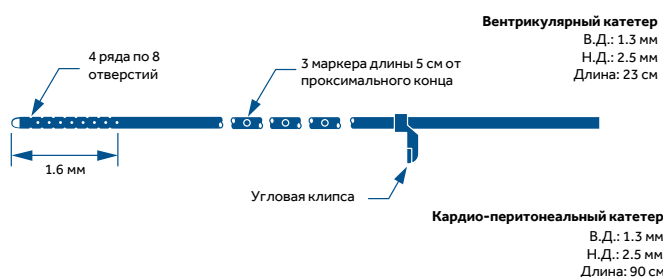 Вентрикулярный катетер
В.Д.: 1.3 мм
Н.Д.: 2.5 мм
Длина: 23 см
4 ряда по 8
отверстий
3 маркера длины 5 см от
проксимального конца
1.6 мм
Угловая клипса
Кардио-перитонеальный катетер
В.Д.: 1.3 мм
Н.Д.: 2.5 мм
Длина: 90 см